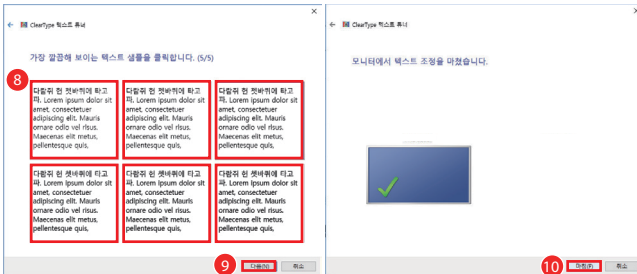 ClearType 텍스트 튜너
가장 깔끔해 보이는 텍스트 샘플을 클릭합니다. (5/5)
8
다람쥐 헌 쳇바퀴에 타고
파. Lorem ipsum dolor sit
amet, consectetuer
adipiscing elit. Mauris
ornare odio vel risus.
Maecenas elit metus,
pellentesque quis,
다람쥐 헌 쳇바퀴에 타고
파. Lorem ipsum dolor sit
amet, consectetuer
adipiscing elit. Mauris
ornare odio vel risus.
Maecenas elit metus,
pellentesque quis,
다람쥐 헌 쳇바퀴에 타고
파. Lorem ipsum dolor sit
amet, consectetuer
adipiscing elit. Mauris
ornare odio vel risus.
Maecenas elit metus,
pellentesque quis,
다람쥐 헌 쳇바퀴에 타고
파. Lorem ipsum dolor sit
amet, consectetuer
adipiscing elit. Mauris
ornare odio vel risus.
Maecenas elit metus,
pellentesque quis,
다람쥐 헌 쳇바퀴에 타고
파. Lorem ipsum dolor sit
amet, consectetuer
adipiscing elit. Mauris
ornare odio vel risus.
Maecenas elit metus,
pellentesque quis,
다람쥐 헌 쳇바퀴에 타고
파. Lorem ipsum dolor sit
amet, consectetuer
adipiscing elit. Mauris
ornare odio vel risus.
Maecenas elit metus,
pellentesque quis,
9 다음(N) 취소
ClearType 텍스트 튜너
모니터에서 텍스트 조정을 마쳤습니다.
10 마침(F) 취소